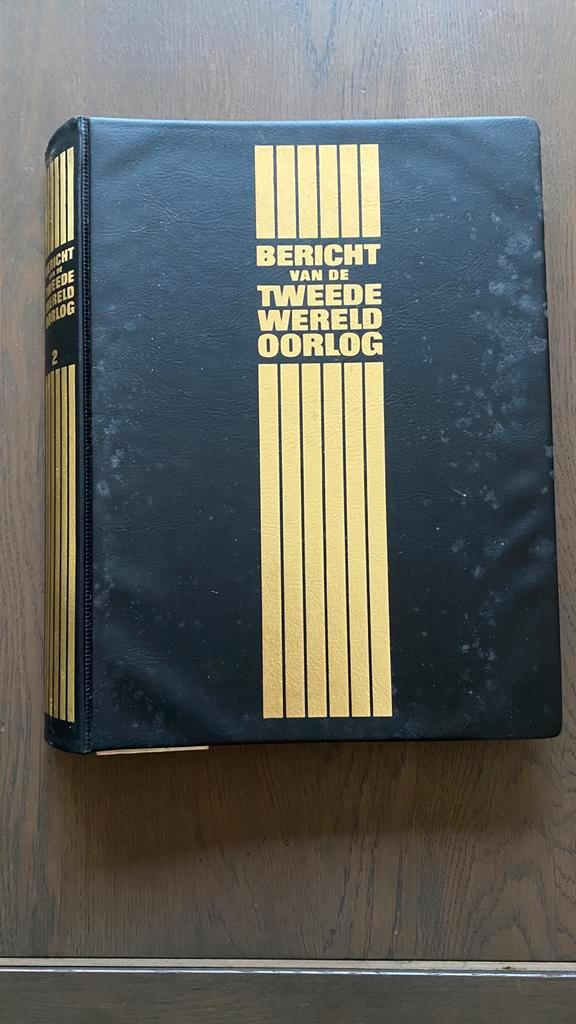 BERICHT
VAN DE
TWEEDE
WERELD
OORLOG
2
BERICHT
VAN DE
TWEEDE
WERELD
OORLOG